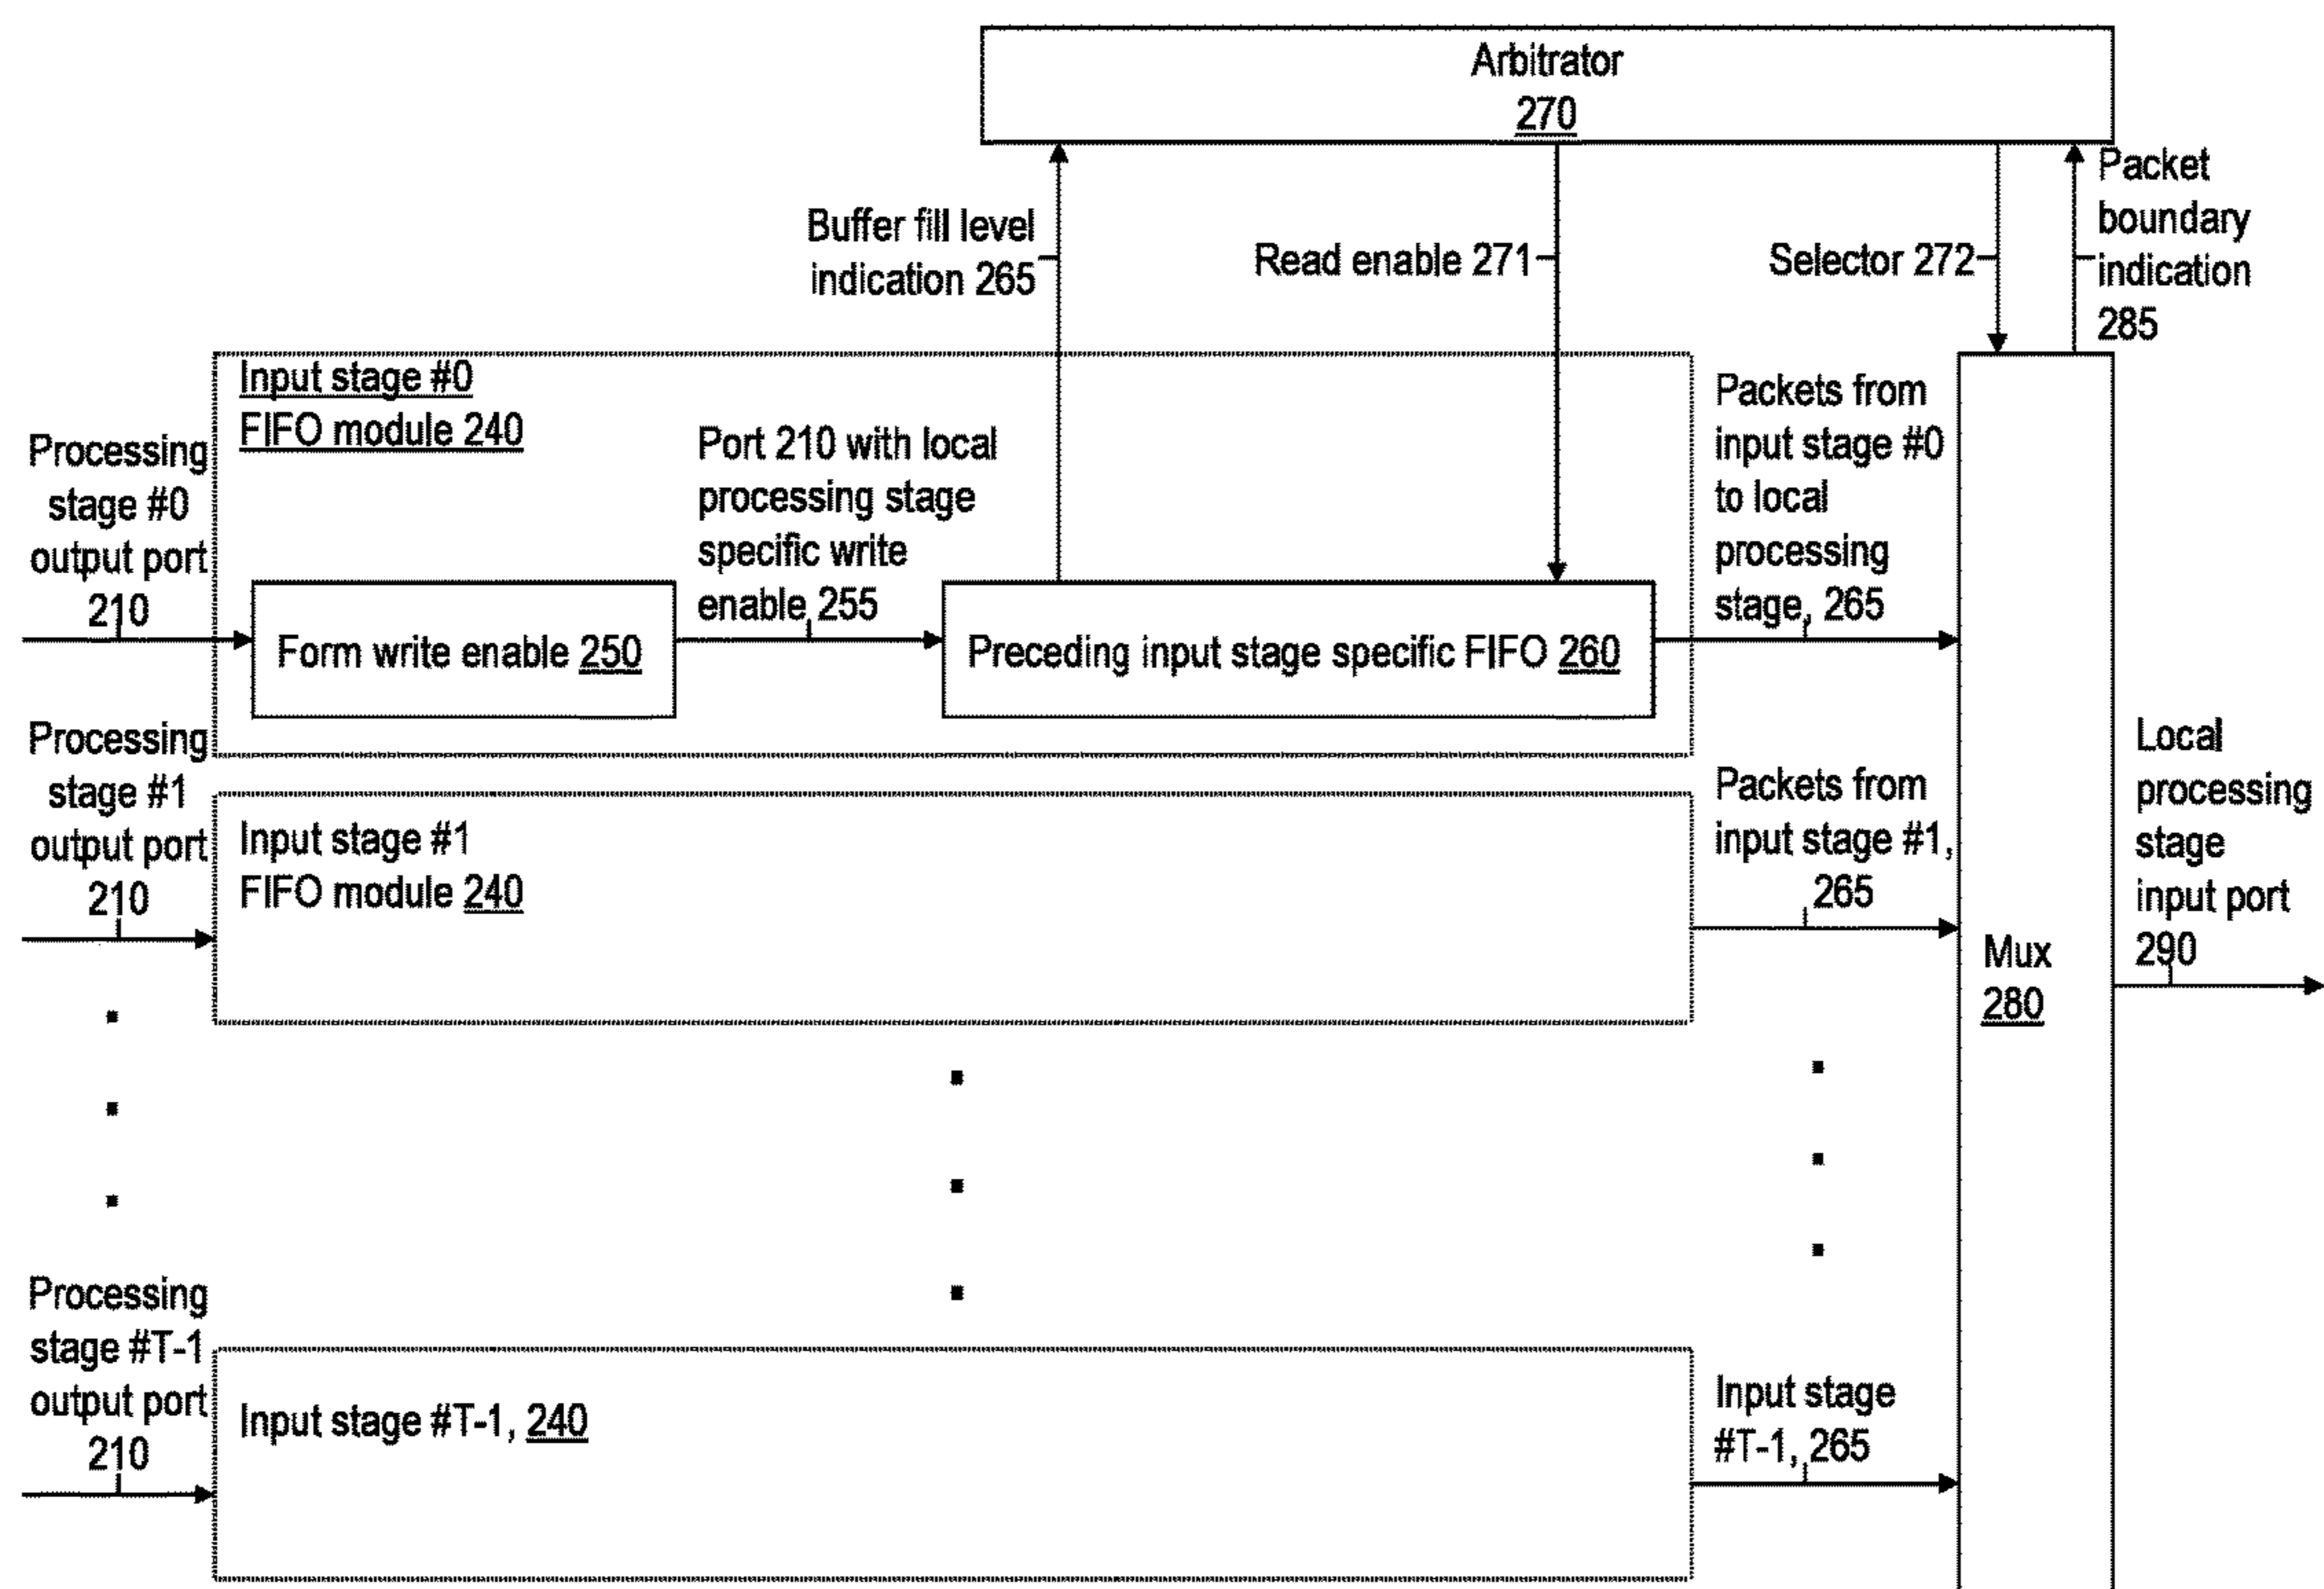 Arbitrator
270
Buffer fill level
indication 265
Read enable 271
Selector 272
Packet
boundary
indication
285
Input stage #0
FIFO module 240
Processing
stage #0
output port
210
Port 210 with local
processing stage
specific write
enable 255
Form write enable 250
Preceding input stage specific FIFO 260
Packets from
input stage #0
to local
processing
stage, 265
Processing
stage #1
output port
210
Input stage #1
FIFO module 240
Packets from
input stage #1,
265
Mux
280
Local
processing
stage
input port
290
Processing
stage #T-1
output port
210
Input stage #T-1, 240
Input stage
#T-1, 265